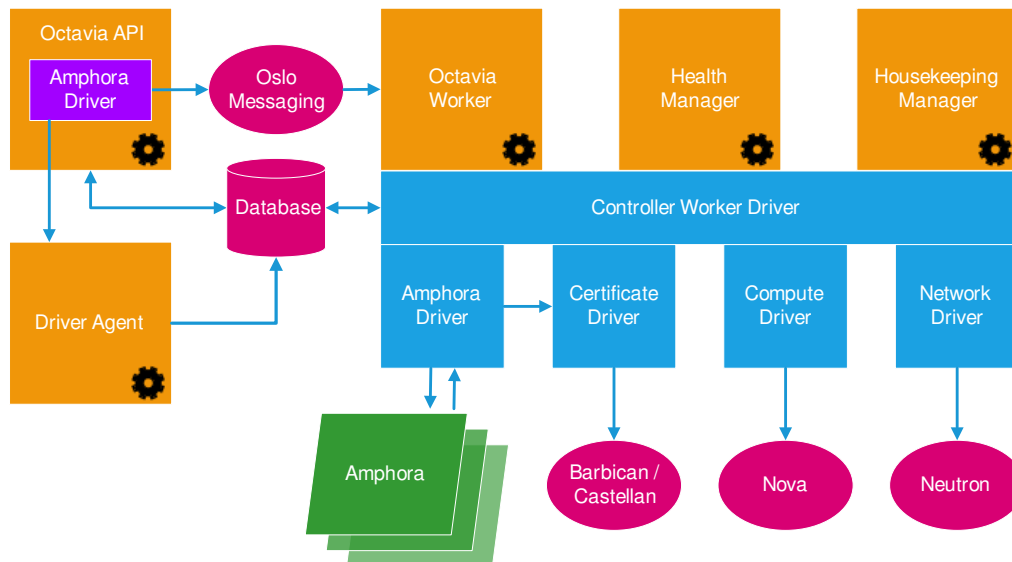 Octavia API
Amphora
Driver
Oslo
Messaging
Octavia
Worker
Health
Manager
Housekeeping
Manager
Database
Controller Worker Driver
Driver Agent
Amphora
Driver
Certificate
Driver
Compute
Driver
Network
Driver
Amphora
Barbican /
Castellan
Nova
Neutron